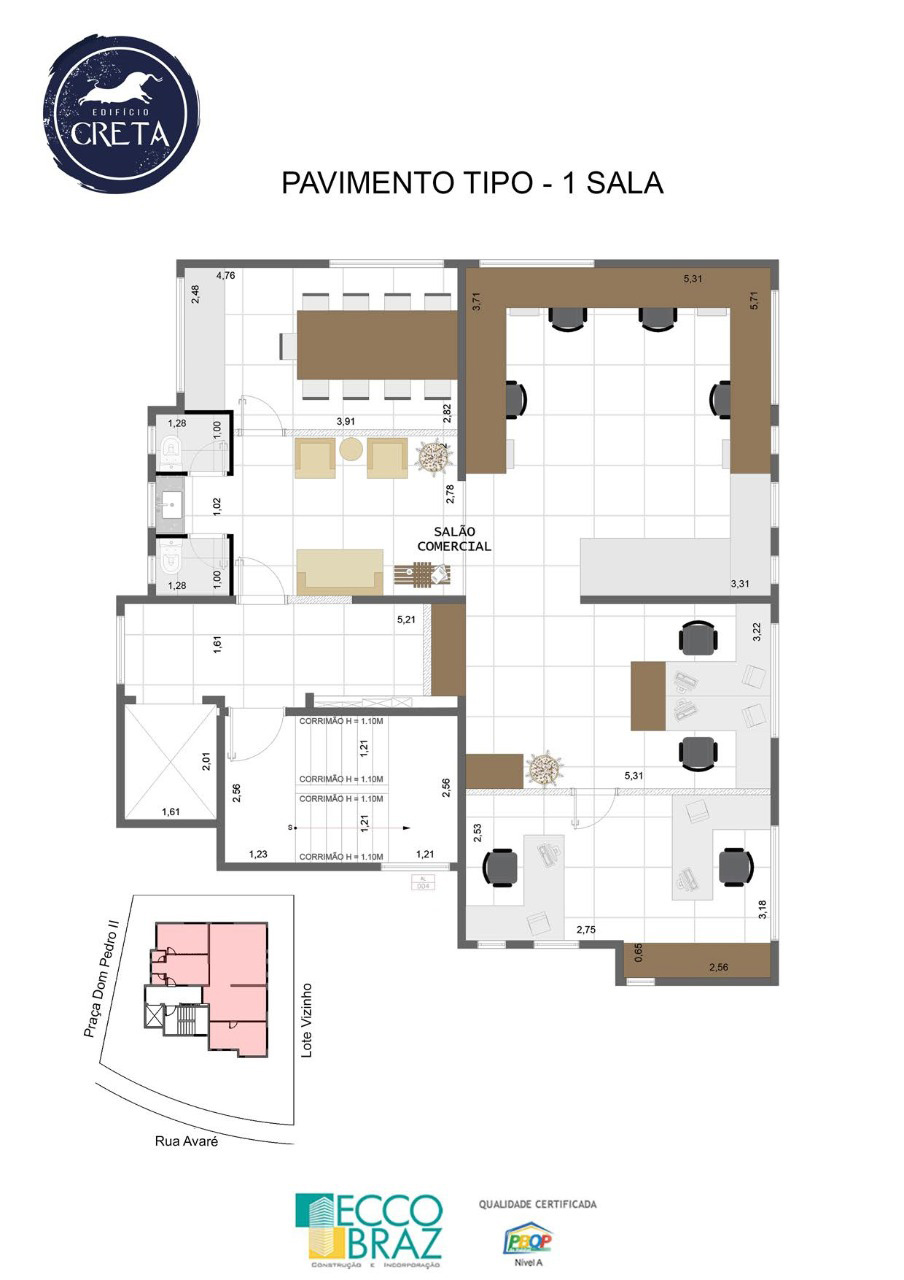 EDIFÍCIO
CRETA
PAVIMENTO TIPO - 1 SALA
4,76
5,31
2,48
3,71
5,71
3,91
2,82
1,28
1,00
2,78
1,02
SALÃO
COMERCIAL
1,28
1,00
3,31
5,21
1,61
3,22
CORRIMÃO H = 1.10M
1,21
2,01
CORRIMÃO H = 1.10M
5,31
2,56
2,56
CORRIMÃO H = 1.10M
1,61
1,21
S
2,53
1,23
CORRIMÃO H = 1.10M
1,21
3,18
2,75
0,65
2,56
Praça Dom Pedro II
Lote Vizinho
Rua Avaré
ECCO
BRAZ
CONSTRUÇÃO E INCORPORAÇÃO
QUALIDADE CERTIFICADA
PBQP
Nível A